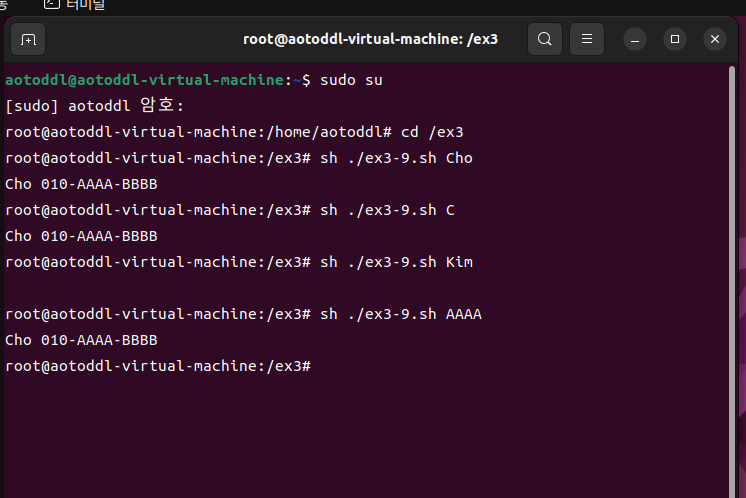 동
터미널
root@aotoddl-virtual-machine: /ex3
aotoddl@aotoddl-virtual-machine:~$ sudo su
[sudo] aotoddl 암호:
root@aotoddl-virtual-machine:/home/aotoddl# cd /ex3
root@aotoddl-virtual-machine:/ex3# sh ./ex3-9.sh Cho
Cho 010-AAAA-BBBB
root@aotoddl-virtual-machine:/ex3# sh ./ex3-9.sh C
Cho 010-AAAA-BBBB
root@aotoddl-virtual-machine:/ex3# sh ./ex3-9.sh Kim
root@aotoddl-virtual-machine:/ex3# sh ./ex3-9.sh AAAA
Cho 010-AAAA-BBBB
root@aotoddl-virtual-machine:/ex3#